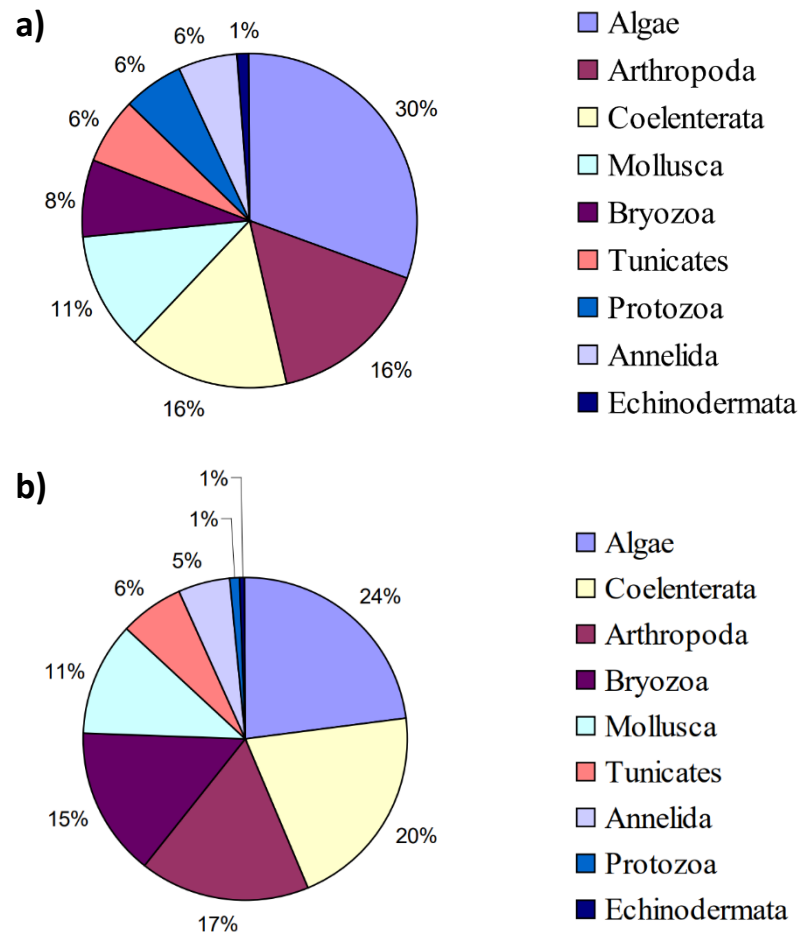 a)
6%
1%
6%
30%
6%
8%
11%
16%
16%
Algae
Arthropoda
Coelenterata
Mollusca
Bryozoa
Tunicates
Protozoa
Annelida
Echinodermata
b)
1%
1%
5%
6%
24%
11%
15%
20%
17%
Algae
Coelenterata
Arthropoda
Bryozoa
Mollusca
Tunicates
Annelida
Protozoa
Echinodermata